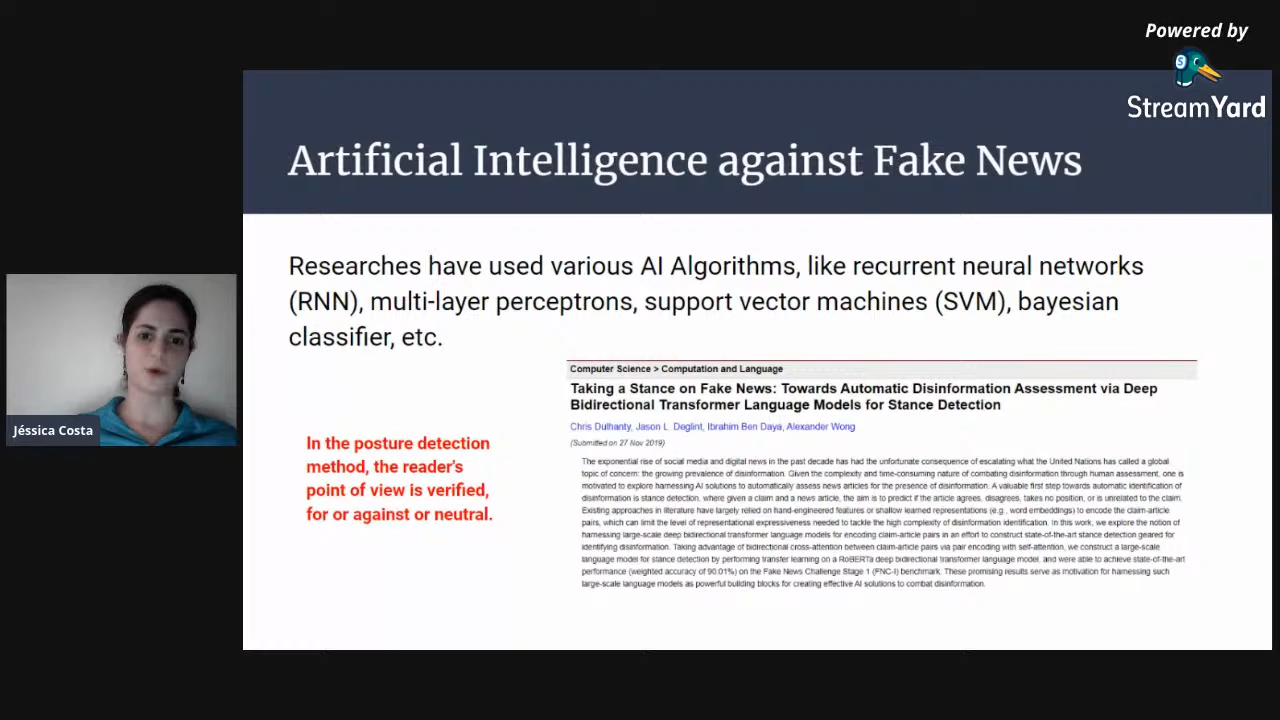 Powered by
StreamYard
Artificial Intelligence against Fake News
Researches have used various AI Algorithms, like recurrent neural networks
(RNN), multi-layer perceptrons, support vector machines (SVM), bayesian
classifier, etc.
Computer Science > Computation and Language
Taking a Stance on Fake News: Towards Automatic Disinformation Assessment via Deep
Bidirectional Transformer Language Models for Stance Detection
Chris Dulhanty, Jason L. Deglint, Ibrahim Ben Daya, Alexander Wong
(Submitted on 27 Nov 2019)
The exponential rise of social media and digital news in the past decade has had the unfortunate consequence of escalating what the United Nations has called a global
topic of concern: the growing prevalence of disinformation. Given the complexity and time-consuming nature of combating disinformation through human assessment, one is
motivated to explore harnessing AI solutions to automatically assess news articles for the presence of disinformation. A valuable first step towards automatic identification of
disinformation is stance detection, where given a claim and a news article, the aim is to predict if the article agrees, disagrees, takes no position, or is unrelated to the claim.
Existing approaches in literature have largely relied on hand-engineered features or shallow learned representations (e.g., word embeddings) to encode the claim-article
pairs, which can limit the level of representational expressiveness needed to tackle the high complexity of disinformation identification. In this work, we explore the notion of
harnessing large-scale deep bidirectional transformer language models for encoding claim-article pairs in an effort to construct state-of-the-art stance detection geared for
identifying disinformation. Taking advantage of bidirectional cross-attention between claim-article pairs via pair encoding with self-attention, we construct a large-scale
language model for stance detection by performing transfer learning on a RoBERTa deep bidirectional transformer language model, and were able to achieve state-of-the-art
performance (weighted accuracy of 90.01%) on the Fake News Challenge Stage 1 (FNC-I) benchmark. These promising results serve as motivation for harnessing such
large-scale language models as powerful building blocks for creating effective AI solutions to combat disinformation.
In the posture detection
method, the reader's
point of view is verified,
for or against or neutral.
Jéssica Costa